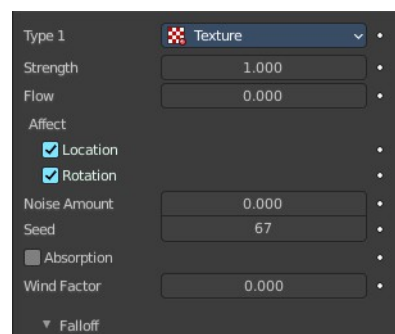 Type 1 Texture
Strength 1.000
Flow 0.000
Affect
Location
Rotation
Noise Amount 0.000
Seed 67
Absorption
Wind Factor 0.000
Falloff